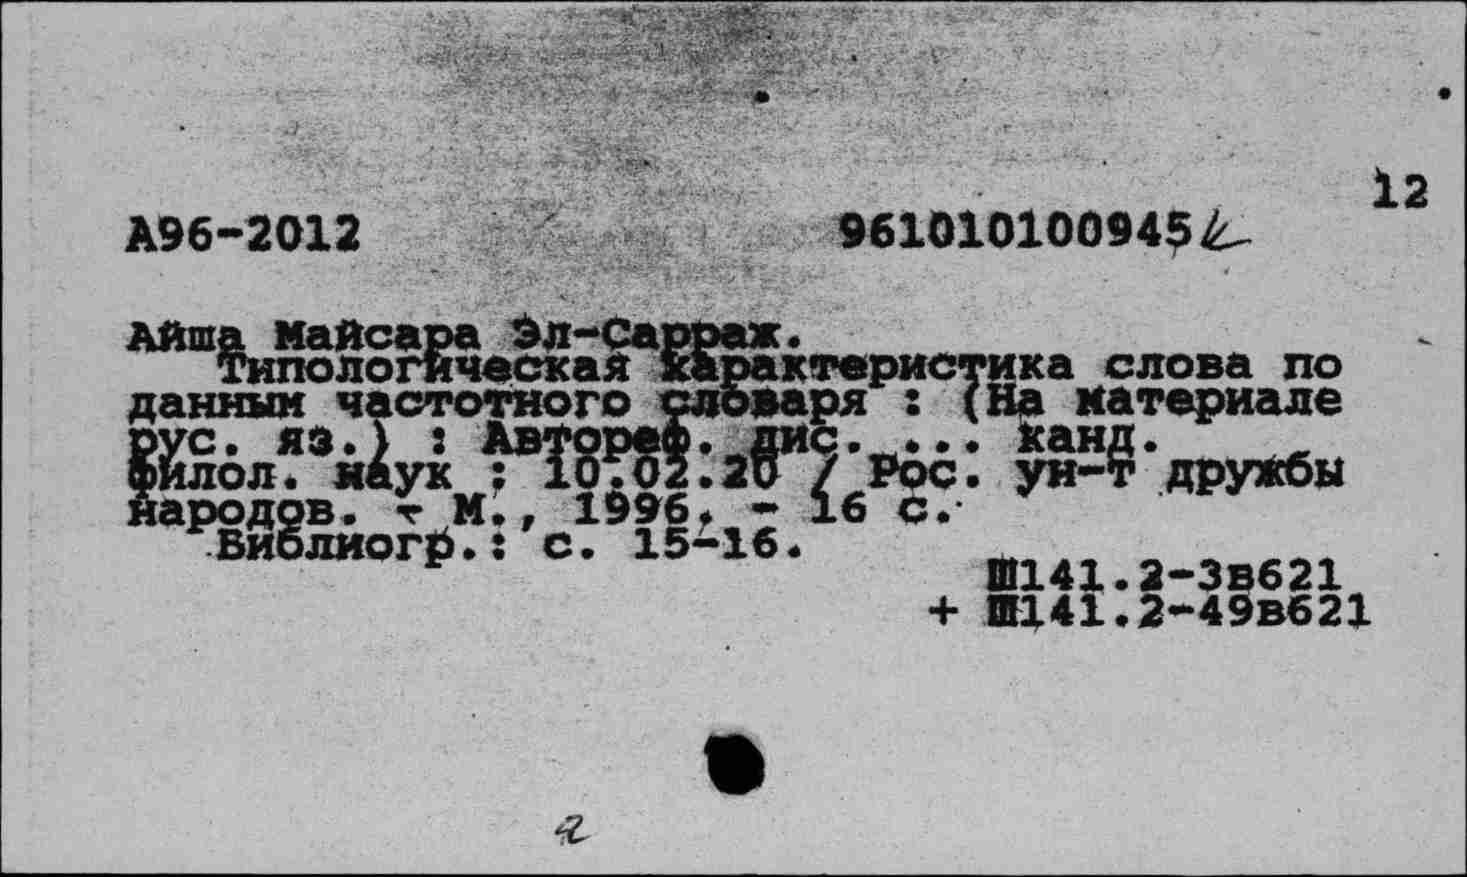 12
А96-2012 961010100945
Айша Майсара Эл-Сарраж.
Типологическая характеристика слова по
данным частотного словаря : (На материале
рус. яз.) : Автореф. дис. ... канд.
филол. наук : 10.02.20 / Рос. ун-т дружбы
народов. - М., 1996. - 16 с.
Библиогр.: с. 15-16.
Ш141.2-3в621
+ Ш141.2-49в621